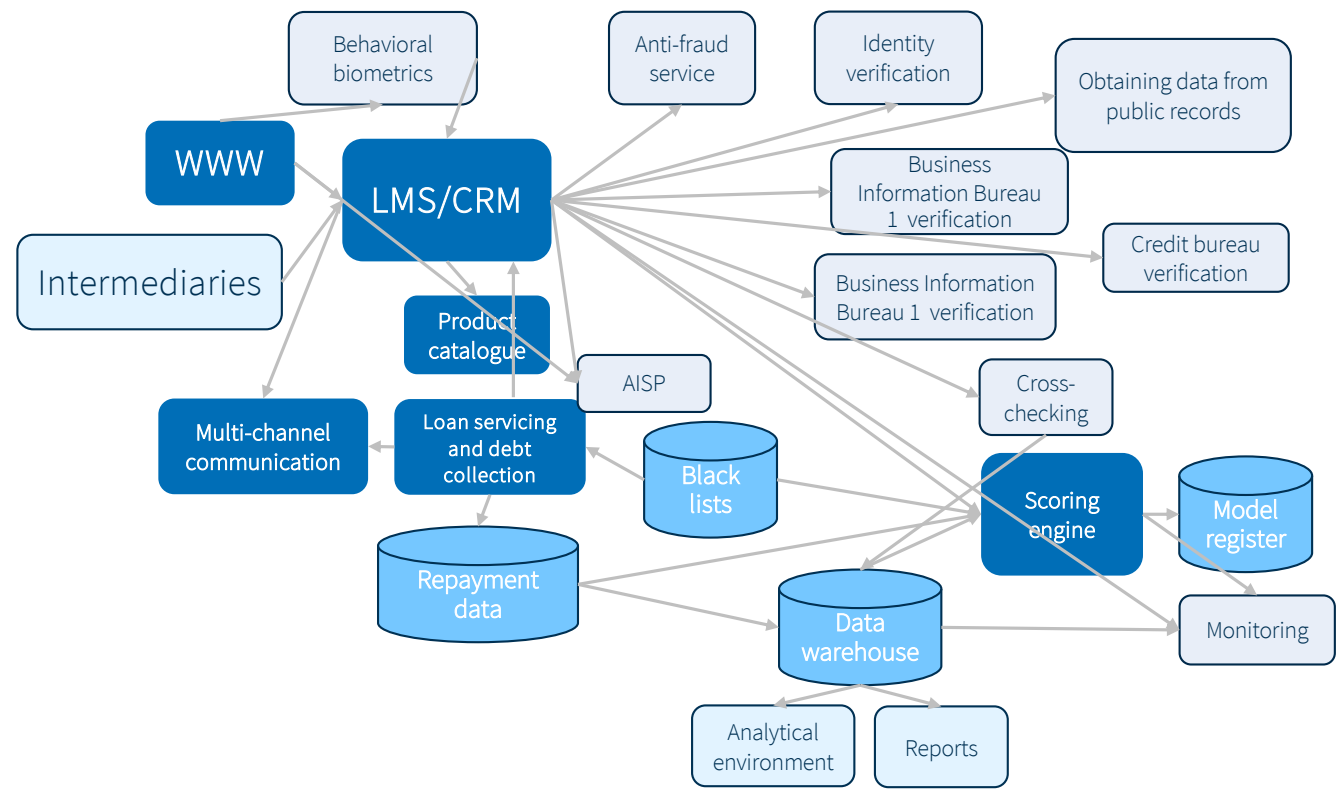 Behavioral
biometrics
Anti-fraud
service
Identity
verification
Obtaining data from
public records
WWW
LMS/CRM
Business
Information Bureau
1 verification
Intermediaries
Credit bureau
verification
Business Information
Bureau 1 verification
Product
catalogue
AISP
Cross-
checking
Multi-channel
communication
Loan servicing
and debt
collection
Black
lists
Scoring
engine
Model
register
Repayment
data
Data
warehouse
Monitoring
Analytical
environment
Reports